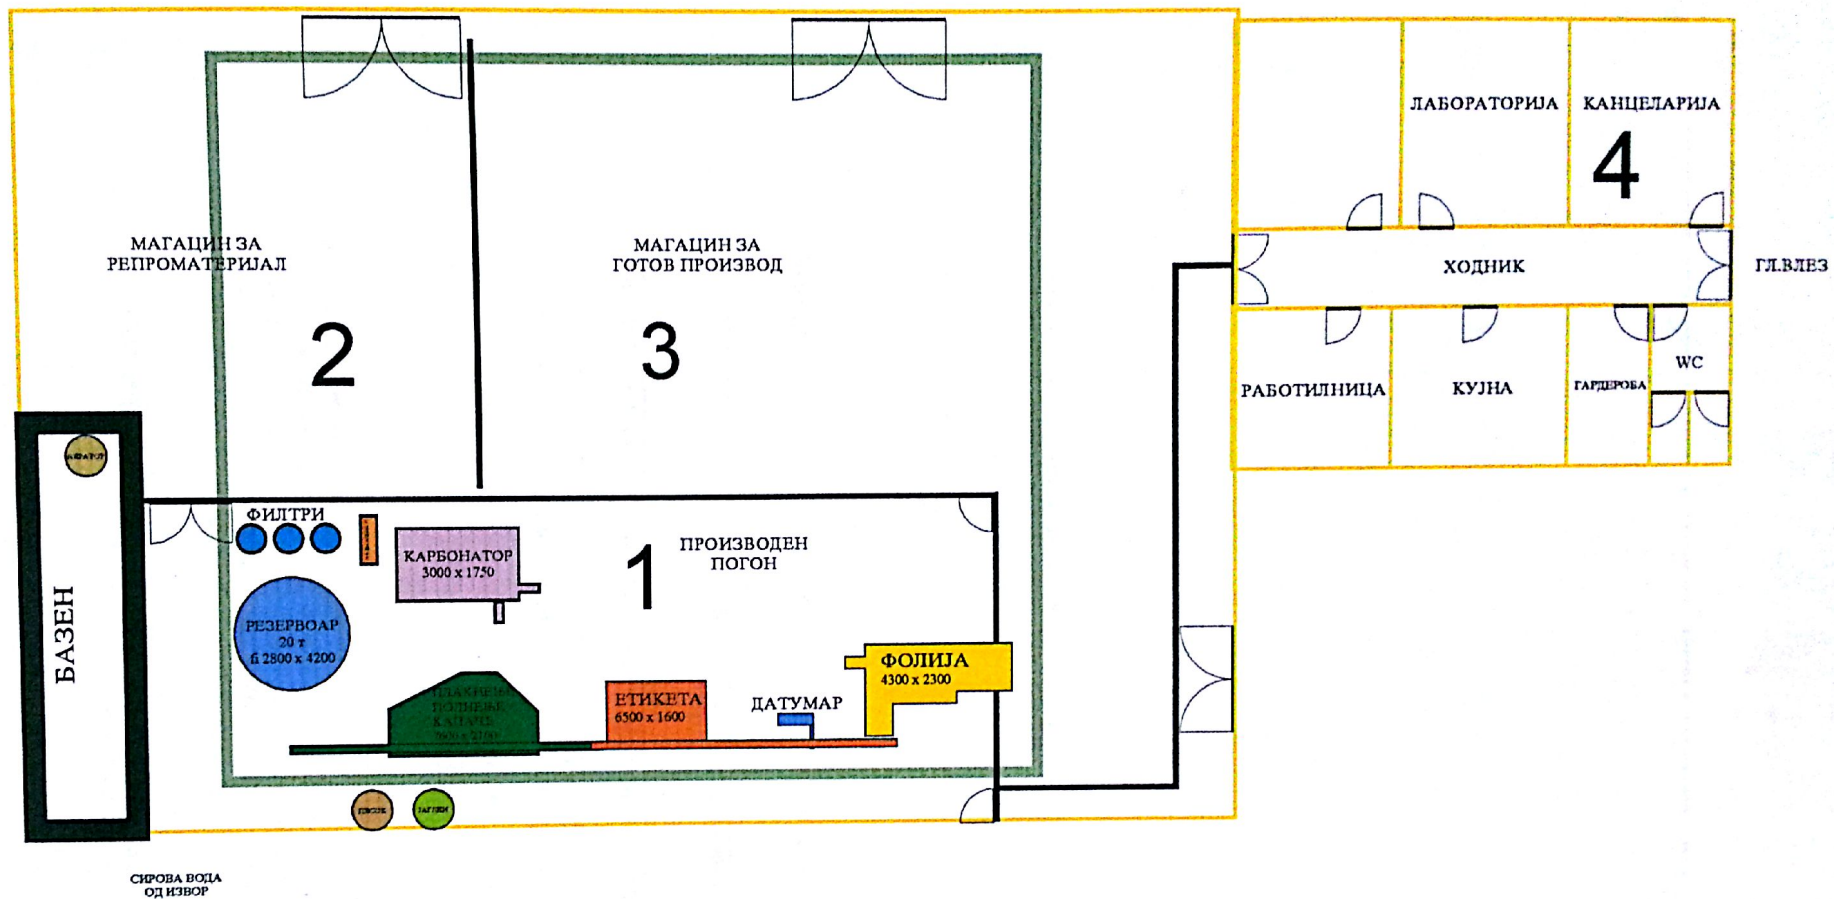 ЛАБОРАТОРИЈА
КАНЦЕЛАРИЈА
4
МАГАЦИН ЗА
РЕПРОМАТЕРИЈАЛ
МАГАЦИН ЗА
ГОТОВ ПРОИЗВОД
ХОДНИК
ГЛ.ВЛЕЗ
2
3
РАБОТИЛНИЦА
КУЈНА
ГАРДЕРОБА
WC
ФИЛТРИ
КАРБОНАТОР
3000 x 1750
1
ПРОИЗВОДЕН
ПОГОН
БАЗЕН
РЕЗЕРВОАР
20 т
fi 2800 x 4200
ФОЛИЈА
4300 x 2300
ПОЛНЕЊЕ
ЕТИКЕТА
6500 x 1600
ДАТУМАР
СИРОВА ВОДА
ОД ИЗВОР